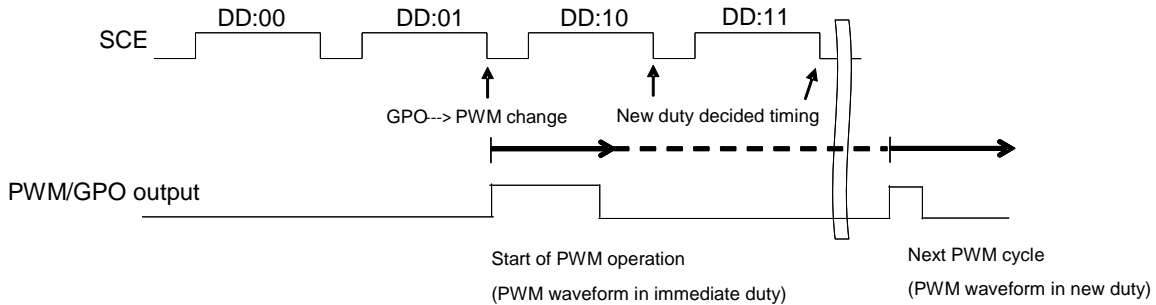 DD:00 DD:01 DD:10 DD:11
SCE
GPO---> PWM change New duty decided timing
PWM/GPO output
Start of PWM operation
(PWM waveform in immediate duty)
Next PWM cycle
(PWM waveform in new duty)